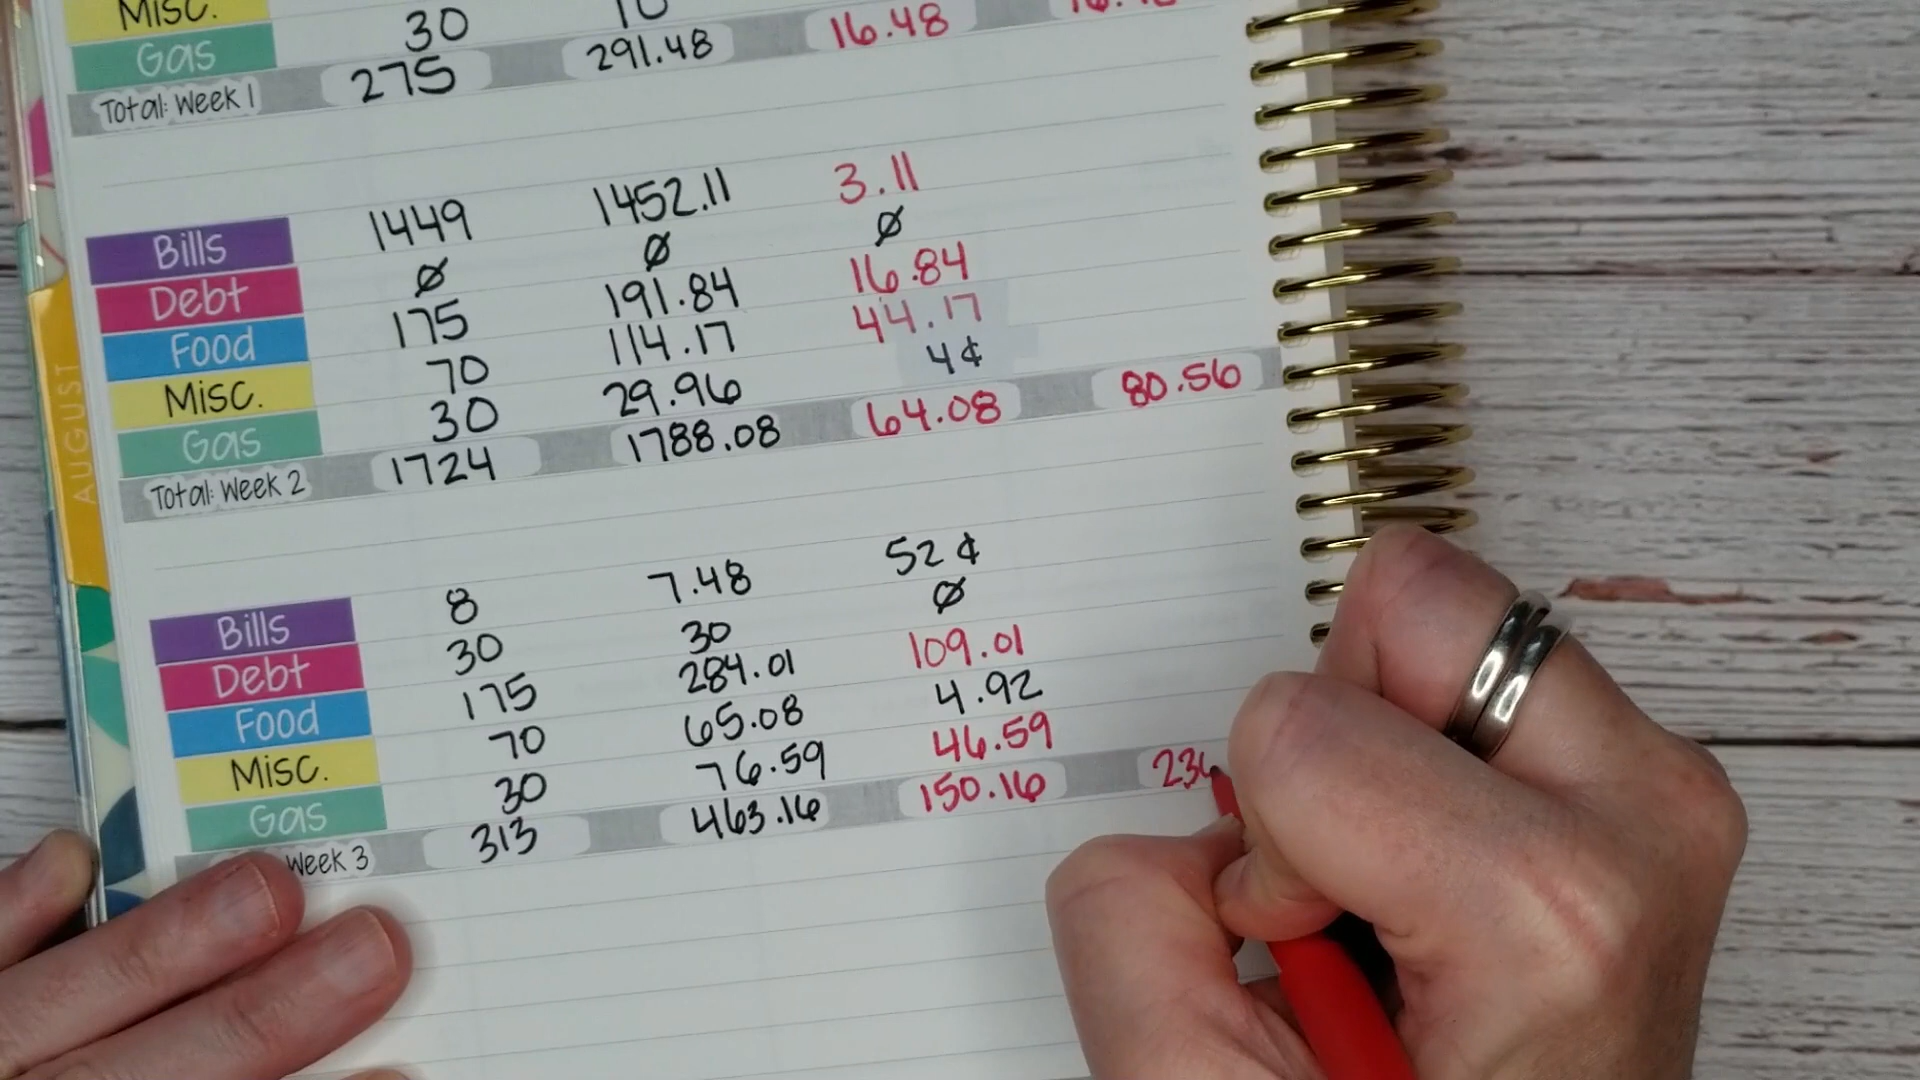 Misc. 30 10
Gas
Total: Week 1 275 291.48 16.48
Bills 1449 1452.11 3.11
Debt Ø Ø Ø
Food 175 191.84 16.84
Misc. 70 114.17 44.17
Gas 30 29.96 4¢
Total: Week 2 1724 1788.08 64.08 80.56
AUGUST
Bills 8 7.48 52¢
Debt 30 30 Ø
Food 175 284.01 109.01
Misc. 70 65.08 4.92
Gas 30 76.59 46.59
Week 3 313 463.16 150.16 23